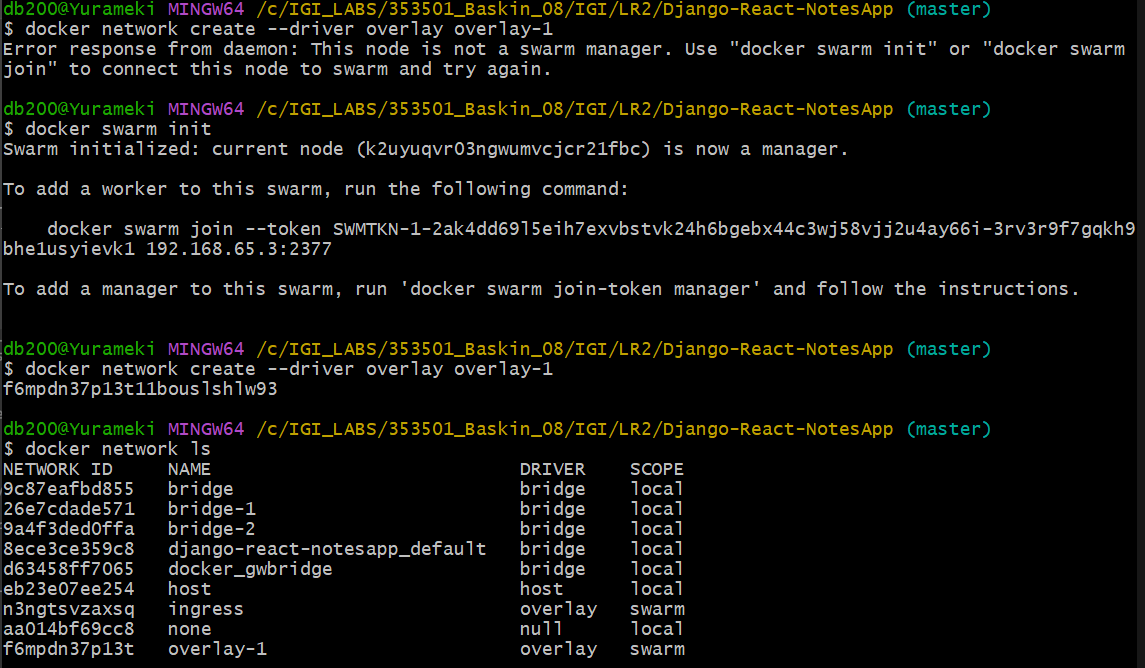 db200@Yurameki MINGW64 /c/IGI_LABS/353501_Baskin_08/IGI/LR2/Django-React-NotesApp (master)
$ docker network create --driver overlay overlay-1
Error response from daemon: This node is not a swarm manager. Use "docker swarm init" or "docker swarm
join" to connect this node to swarm and try again.
db200@Yurameki MINGW64 /c/IGI_LABS/353501_Baskin_08/IGI/LR2/Django-React-NotesApp (master)
$ docker swarm init
Swarm initialized: current node (k2uyuqvr03ngwumvcjcr21fbc) is now a manager.
To add a worker to this swarm, run the following command:
docker swarm join --token SWMTKN-1-2ak4dd69l5eih7exvbstvk24h6bgebx44c3wj58vjj2u4ay66i-3rv3r9f7gqkh9
bhe1usyievk1 192.168.65.3:2377
To add a manager to this swarm, run 'docker swarm join-token manager' and follow the instructions.
db200@Yurameki MINGW64 /c/IGI_LABS/353501_Baskin_08/IGI/LR2/Django-React-NotesApp (master)
$ docker network create --driver overlay overlay-1
f6mpdn37p13t11bouslshlw93
db200@Yurameki MINGW64 /c/IGI_LABS/353501_Baskin_08/IGI/LR2/Django-React-NotesApp (master)
$ docker network ls
NETWORK ID NAME DRIVER SCOPE
9c87eafbd855 bridge bridge local
26e7cdade571 bridge-1 bridge local
9a4f3ded0ffa bridge-2 bridge local
8ece3ce359c8 django-react-notesapp_default bridge local
d63458ff7065 docker_gwbridge bridge local
eb23e07ee254 host host local
n3ngtsvzaxsq ingress overlay swarm
aa014bf69cc8 none null local
f6mpdn37p13t overlay-1 overlay swarm